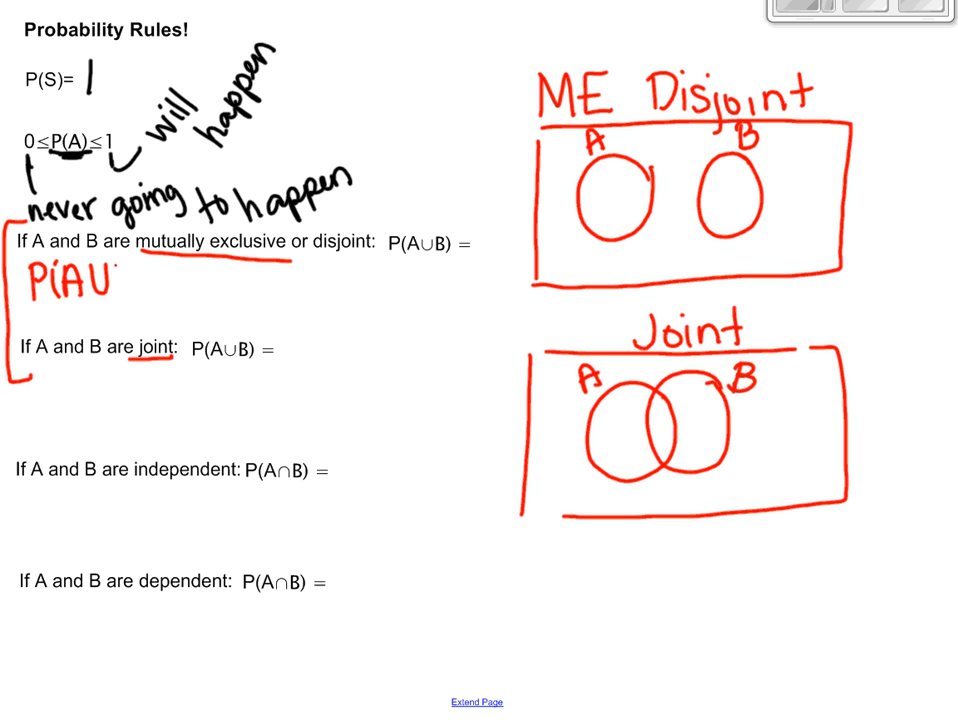 Probability Rules!
P(S)= 1
0≤P(A)≤1
will happen
never going to happen
If A and B are mutually exclusive or disjoint: P(A∪B) =
P(AU
If A and B are joint: P(A∪B) =
If A and B are independent: P(A∩B) =
If A and B are dependent: P(A∩B) =
ME Disjoint
A B
Joint
A B
Extend Page